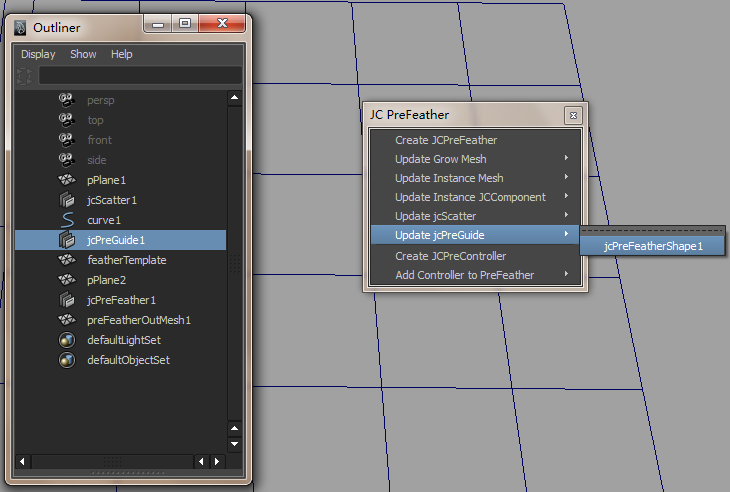 Outliner
Display Show Help
persp
top
front
side
pPlane1
jcScatter1
curve1
jcPreGuide1
featherTemplate
pPlane2
jcPreFeather1
preFeatherOutMesh1
defaultLightSet
defaultObjectSet
JC PreFeather
Create JCPreFeather
Update Grow Mesh
Update Instance Mesh
Update Instance JCComponent
Update jcScatter
Update jcPreGuide
Create JCPreController
Add Controller to PreFeather
jcPreFeatherShape1